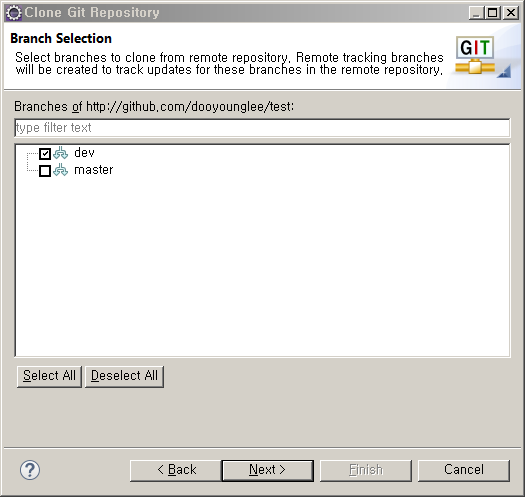 Clone Git Repository
Branch Selection
Select branches to clone from remote repository. Remote tracking branches
will be created to track updates for these branches in the remote repository.
GIT
Branches of http://github.com/dooyounglee/test:
type filter text
dev
master
Select All Deselect All
? < Back Next > Finish Cancel